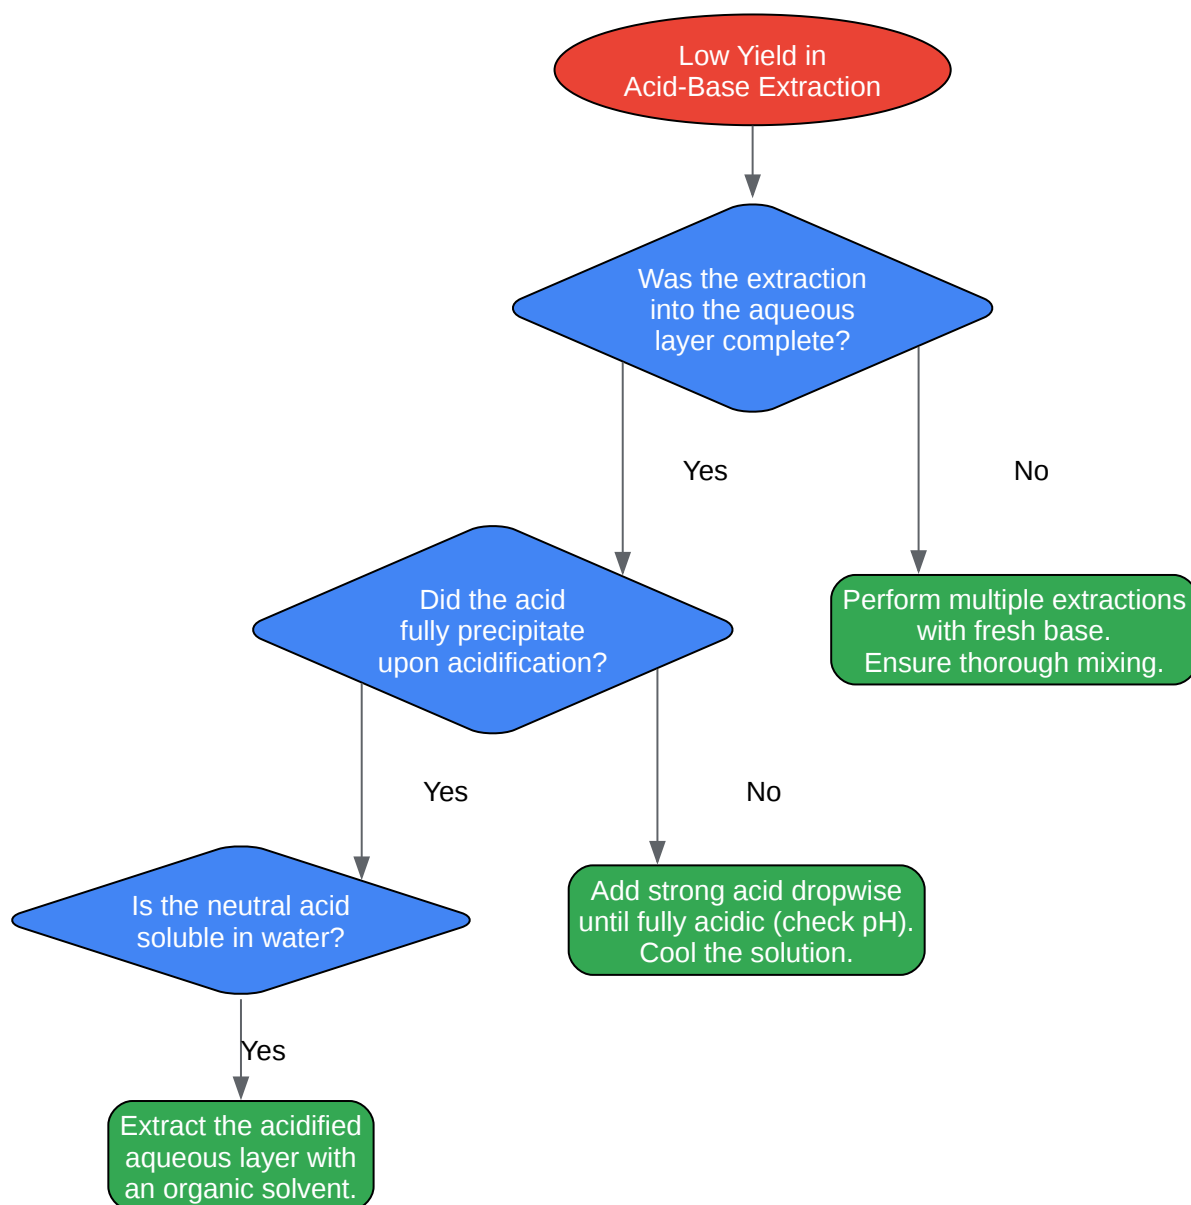 Low Yield in
Acid-Base Extraction
Was the extraction
into the aqueous
layer complete?
Yes
No
Did the acid
fully precipitate
upon acidification?
Perform multiple extractions
with fresh base.
Ensure thorough mixing.
Yes
No
Is the neutral acid
soluble in water?
Add strong acid dropwise
until fully acidic (check pH).
Cool the solution.
Yes
Extract the acidified
aqueous layer with
an organic solvent.